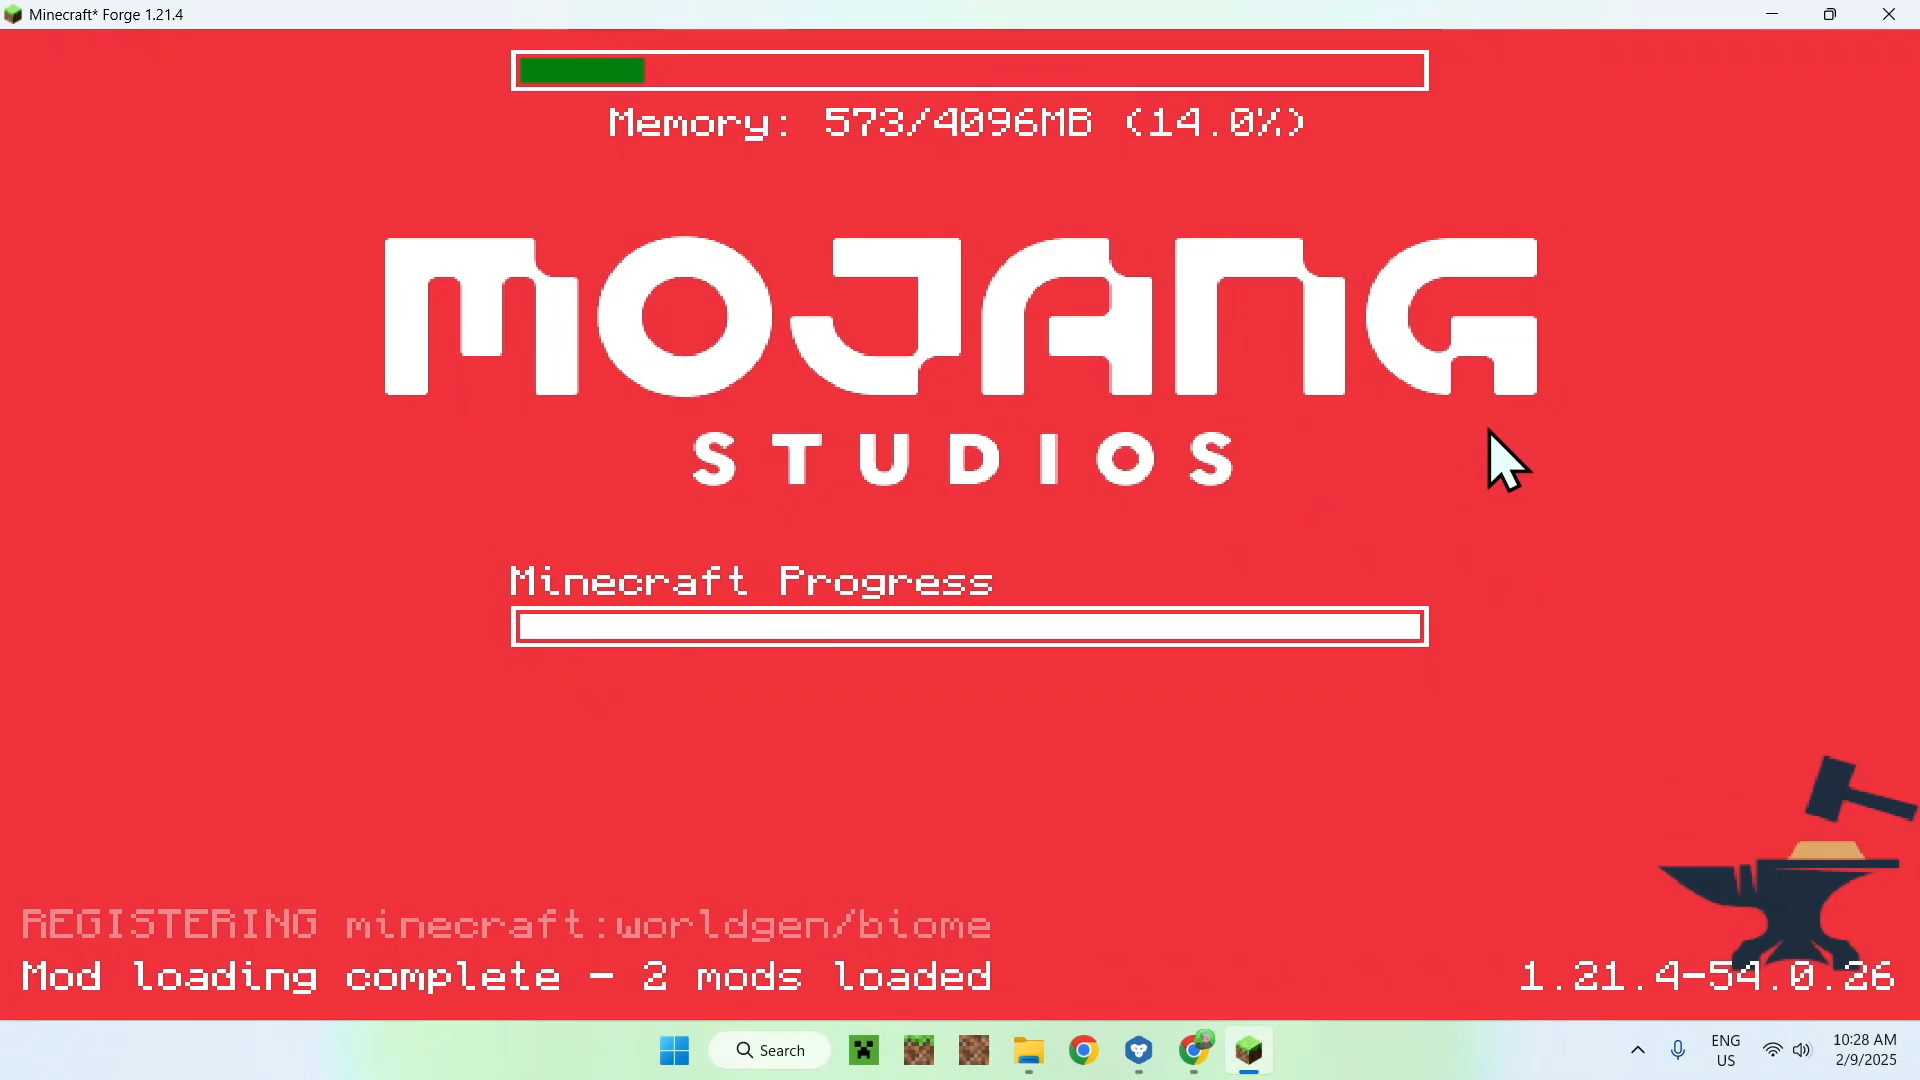 Minecraft* Forge 1.21.4
Memory: 573/4096MB (14.0%)
MOJANG
STUDIOS
Minecraft Progress
REGISTERING minecraft:worldgen/biome
Mod loading complete - 2 mods loaded
1.21.4-54.0.26
Search
ENG
US
10:28 AM
2/9/2025